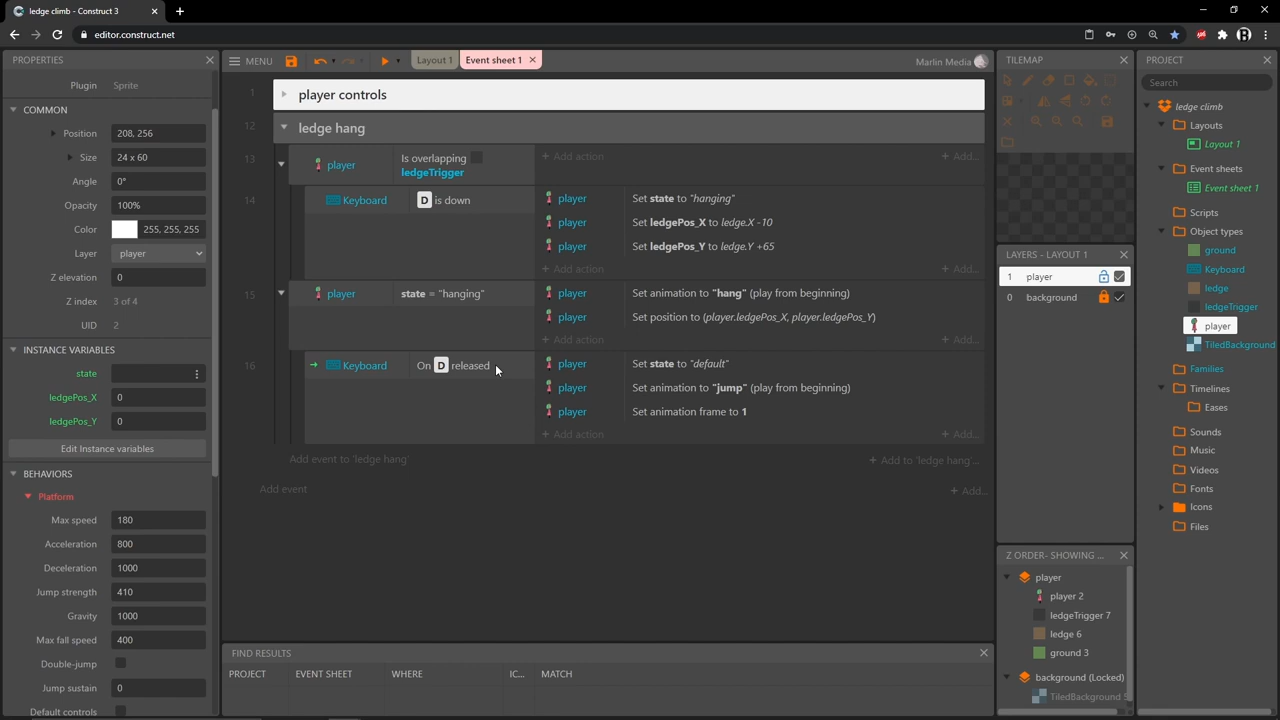 ledge climb - Construct 3
editor.construct.net
PROPERTIES
Plugin Sprite
COMMON
Position 208, 256
Size 24 x 60
Angle 0°
Opacity 100%
Color 255, 255, 255
Layer player
Z elevation 0
Z index 3 of 4
UID 2
INSTANCE VARIABLES
state
ledgePos_X 0
ledgePos_Y 0
Edit Instance variables
BEHAVIORS
Platform
Max speed 180
Acceleration 800
Deceleration 1000
Jump strength 410
Gravity 1000
Max fall speed 400
Double-jump
Jump sustain 0
Default controls
MENU
Layout 1
Event sheet 1
Marlin Media
1 player controls
12 ledge hang
13 player Is overlapping
ledgeTrigger
+ Add action + Add...
14 Keyboard D is down
player Set state to "hanging"
player Set ledgePos_X to ledge.X -10
player Set ledgePos_Y to ledge.Y +65
+ Add action + Add...
15 player state = "hanging"
player Set animation to "hang" (play from beginning)
player Set position to (player.ledgePos_X, player.ledgePos_Y)
+ Add action + Add...
16 Keyboard On D released
player Set state to "default"
player Set animation to "jump" (play from beginning)
player Set animation frame to 1
+ Add action + Add...
Add event to 'ledge hang' + Add to 'ledge hang'...
Add event + Add...
FIND RESULTS
PROJECT EVENT SHEET WHERE IC... MATCH
TILEMAP
LAYERS - LAYOUT 1
1 player
0 background
Z ORDER- SHOWING ...
player
player 2
ledgeTrigger 7
ledge 6
ground 3
background (Locked)
TiledBackground 5
PROJECT
Search
ledge climb
Layouts
Layout 1
Event sheets
Event sheet 1
Scripts
Object types
ground
Keyboard
ledge
ledgeTrigger
player
TiledBackground
Families
Timelines
Eases
Sounds
Music
Videos
Fonts
Icons
Files